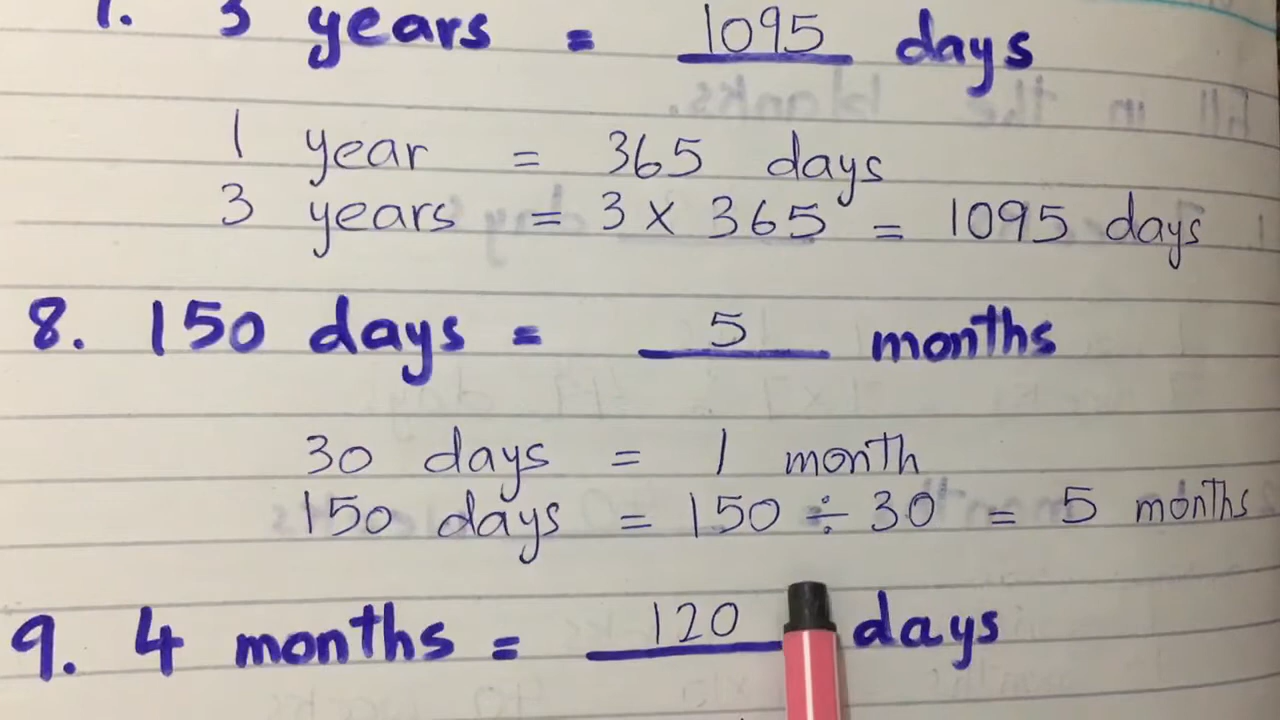 7. 3 years = 1095 days
1 year = 365 days
3 years = 3 × 365 = 1095 days
8. 150 days = 5 months
30 days = 1 month
150 days = 150 ÷ 30 = 5 months
9. 4 months = 120 days